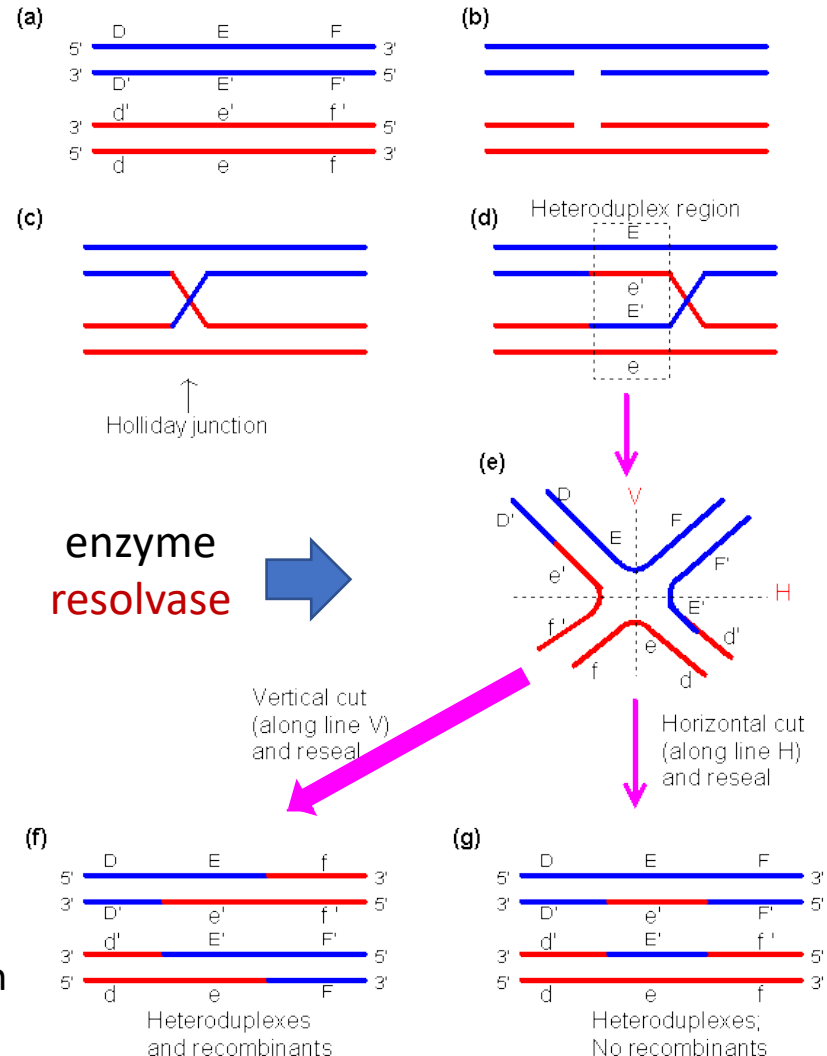 (a)
D E F
5' 3'
3' 5'
D' E' F'
d' e' f'
3' 5'
5' 3'
d e f
(b)
(c)
Holliday junction
(d)
Heteroduplex region
E
e'
E'
e
(e)
V
D F
D' E F'
e' E' H
f' d'
f e d
enzyme
resolvase
Vertical cut
(along line V)
and reseal
Horizontal cut
(along line H)
and reseal
(f)
D E f
5' 3'
3' 5'
D' e' f'
d' E' F'
3' 5'
5' 3'
d e F
Heteroduplexes
and recombinants
(g)
D E F
5' 3'
3' 5'
D' e' F'
d' E' f'
3' 5'
5' 3'
d e f
Heteroduplexes;
No recombinants